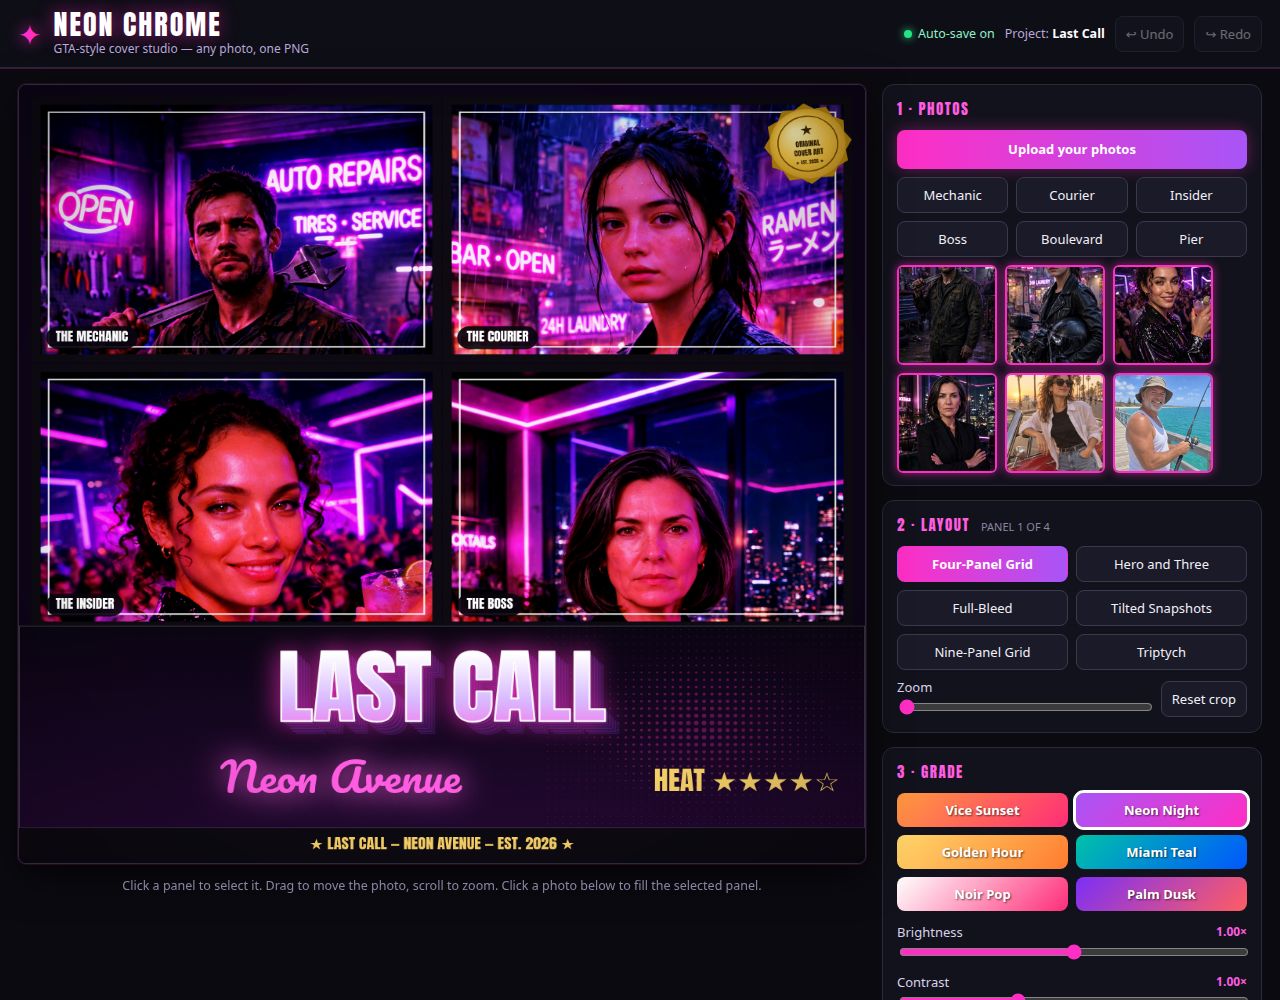 NEON CHROME
GTA-style cover studio — any photo, one PNG
Auto-save on
Project: Last Call
↩ Undo
↪ Redo
OPEN
AUTO REPAIRS
TIRES • SERVICE
THE MECHANIC
BAR • OPEN
24H LAUNDRY
RAMEN
ラーメン
THE COURIER
★
ORIGINAL
COVER ART
★ EST. 2026 ★
THE INSIDER
THE BOSS
LAST CALL
Neon Avenue
HEAT ★★★★☆
★ LAST CALL – NEON AVENUE – EST. 2026 ★
Click a panel to select it. Drag to move the photo, scroll to zoom. Click a photo below to fill the selected panel.
1 · PHOTOS
Upload your photos
Mechanic
Courier
Insider
Boss
Boulevard
Pier
2 · LAYOUT
PANEL 1 OF 4
Four-Panel Grid
Hero and Three
Full-Bleed
Tilted Snapshots
Nine-Panel Grid
Triptych
Zoom
Reset crop
3 · GRADE
Vice Sunset
Neon Night
Golden Hour
Miami Teal
Noir Pop
Palm Dusk
Brightness
1.00×
Contrast
1.00×